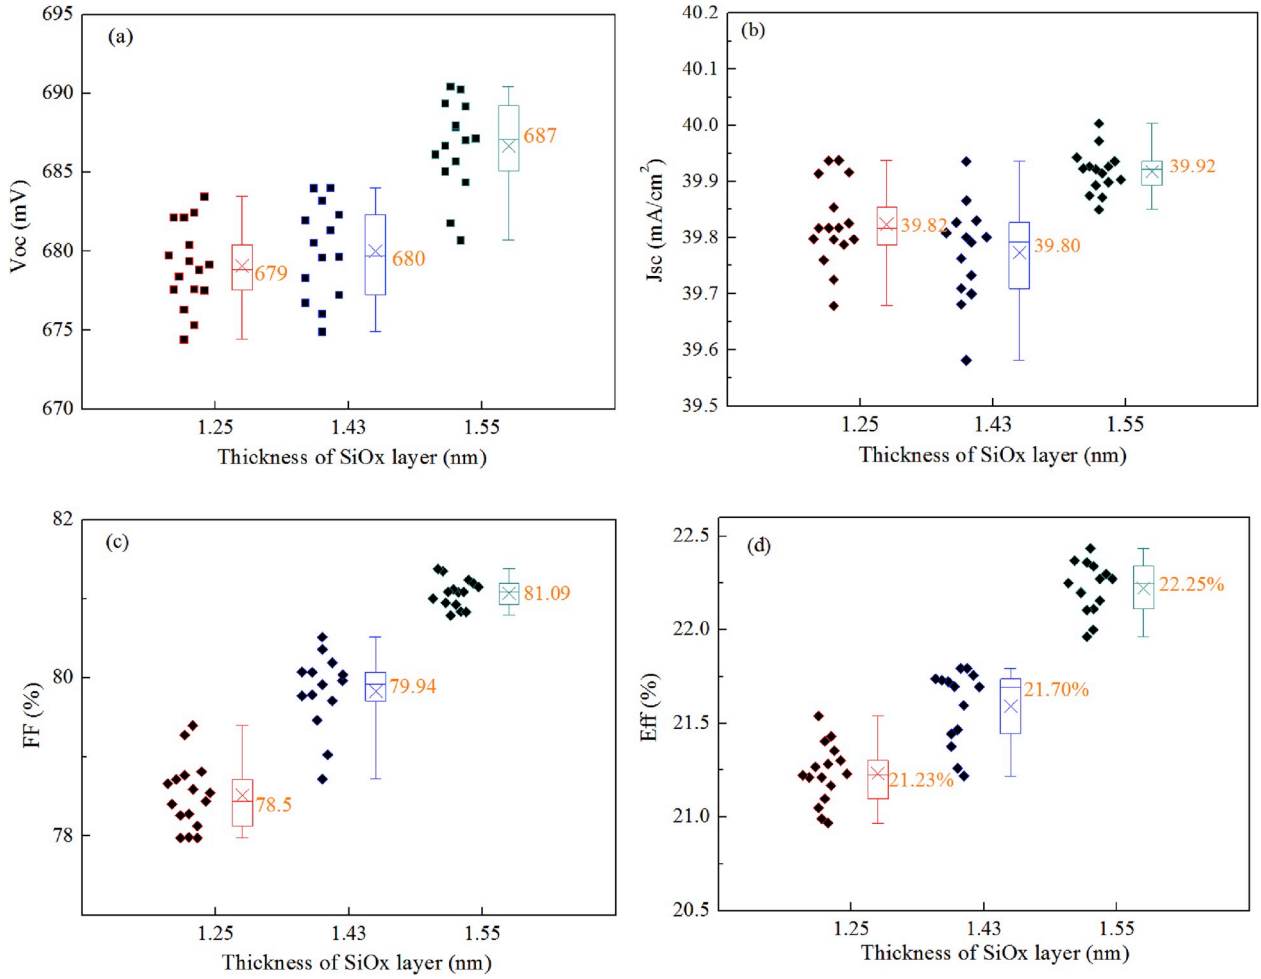 (a)
Voc (mV)
695
690
685
680
675
670
687
679
680
1.25 1.43 1.55
Thickness of SiOx layer (nm)
(b)
Jsc (mA/cm²)
40.2
40.1
40.0
39.9
39.8
39.7
39.6
39.5
39.92
39.82
39.80
1.25 1.43 1.55
Thickness of SiOx layer (nm)
(c)
FF (%)
82
80
78
81.09
79.94
78.5
1.25 1.43 1.55
Thickness of SiOx layer (nm)
(d)
Eff (%)
22.5
22.0
21.5
21.0
20.5
22.25%
21.70%
21.23%
1.25 1.43 1.55
Thickness of SiOx layer (nm)